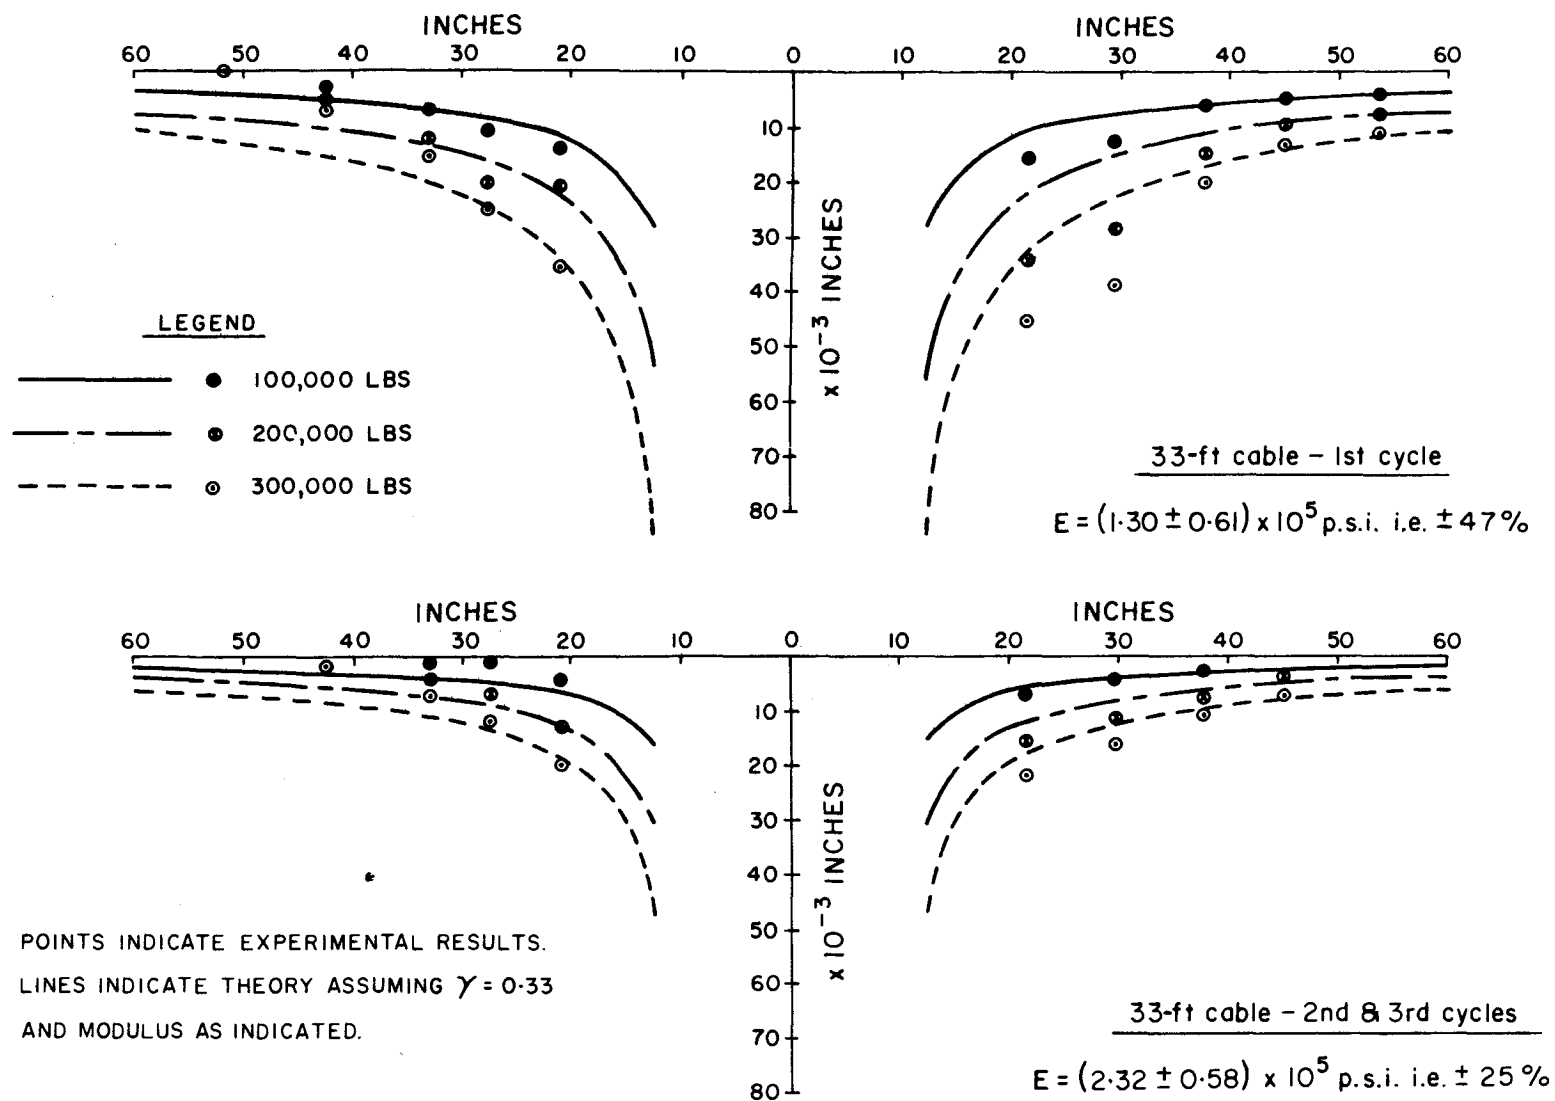 INCHES INCHES
60 50 40 30 20 10 0 10 20 30 40 50 60
10
20
30
40
50
60
70
80
x 10⁻³ INCHES
LEGEND
100,000 LBS
200,000 LBS
300,000 LBS
33-ft cable – 1st cycle
E = (1·30 ± 0·61) x 10⁵ p.s.i. i.e. ± 47%
INCHES INCHES
60 50 40 30 20 10 0 10 20 30 40 50 60
10
20
30
40
50
60
70
80
x 10⁻³ INCHES
POINTS INDICATE EXPERIMENTAL RESULTS.
LINES INDICATE THEORY ASSUMING γ = 0·33
AND MODULUS AS INDICATED.
33-ft cable – 2nd & 3rd cycles
E = (2·32 ± 0·58) x 10⁵ p.s.i. i.e. ± 25%